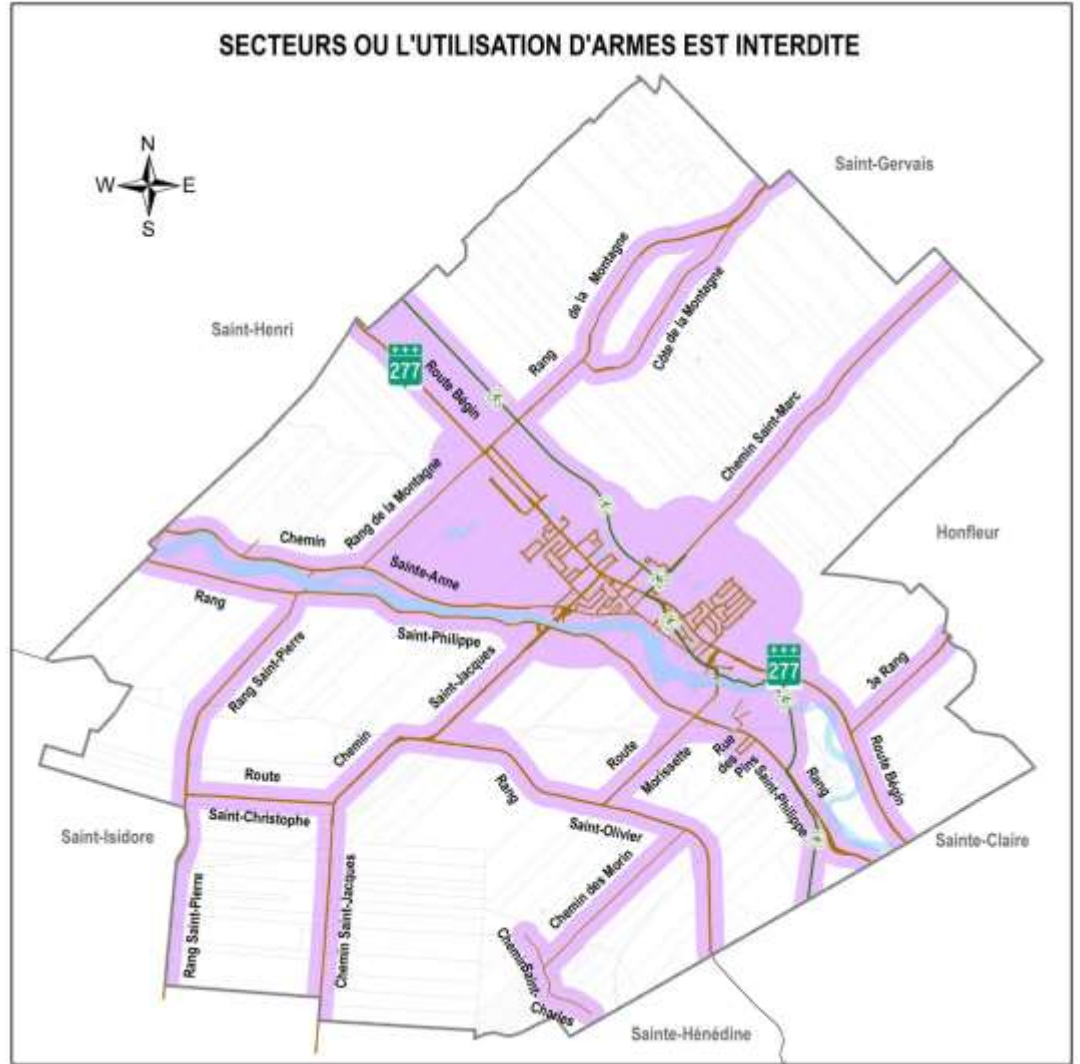 SECTEURS OU L'UTILISATION D'ARMES EST INTERDITE
N
W E
S
Saint-Gervais
Saint-Henri
277
Route Bégin
Rang
de la Montagne
Côte de la Montagne
Chemin Saint-Marc
Rang de la Montagne
Chemin
Sainte-Anne
Honfleur
Rang
Saint-Philippe
Rang Saint-Pierre
Saint-Jacques
Chemin
277
3e Rang
Route Bégin
Route
Morissette
Rue des Pins
Saint-Philippe
Rang
Route
Saint-Christophe
Rang
Saint-Olivier
Saint-Isidore
Sainte-Claire
Chemin des Morin
Rang Saint-Pierre
Chemin Saint-Jacques
Chemin
Saint-
Charles
Sainte-Hénédine